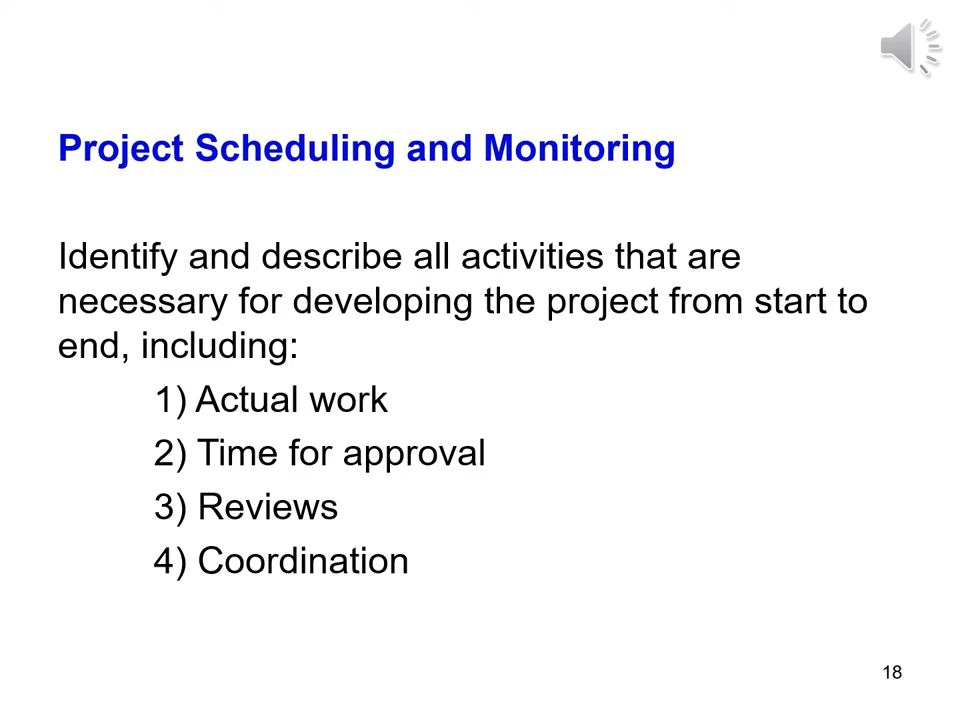 Project Scheduling and Monitoring
Identify and describe all activities that are
necessary for developing the project from start to
end, including:
1) Actual work
2) Time for approval
3) Reviews
4) Coordination
18